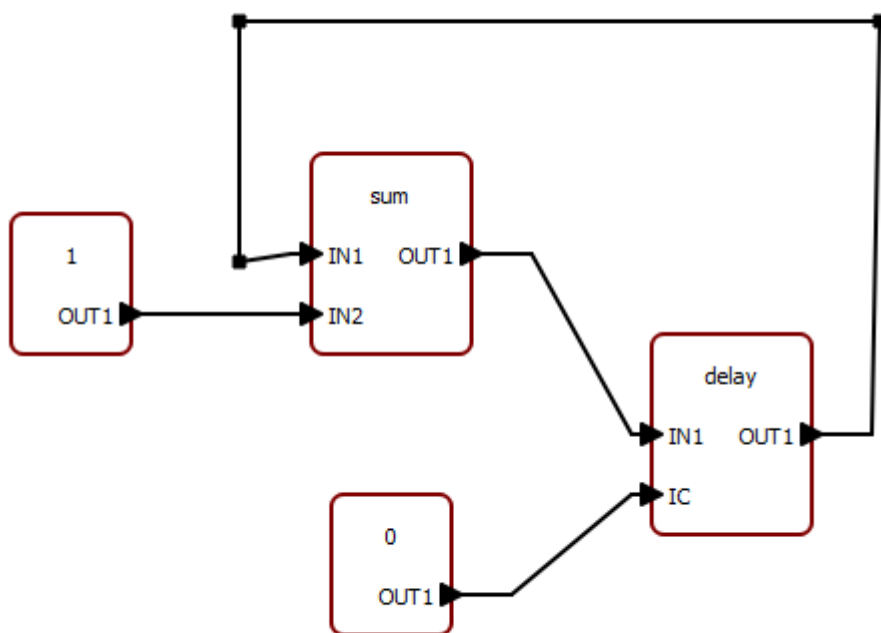 sum
IN1 OUT1
IN2
1
OUT1
delay
IN1 OUT1
IC
0
OUT1